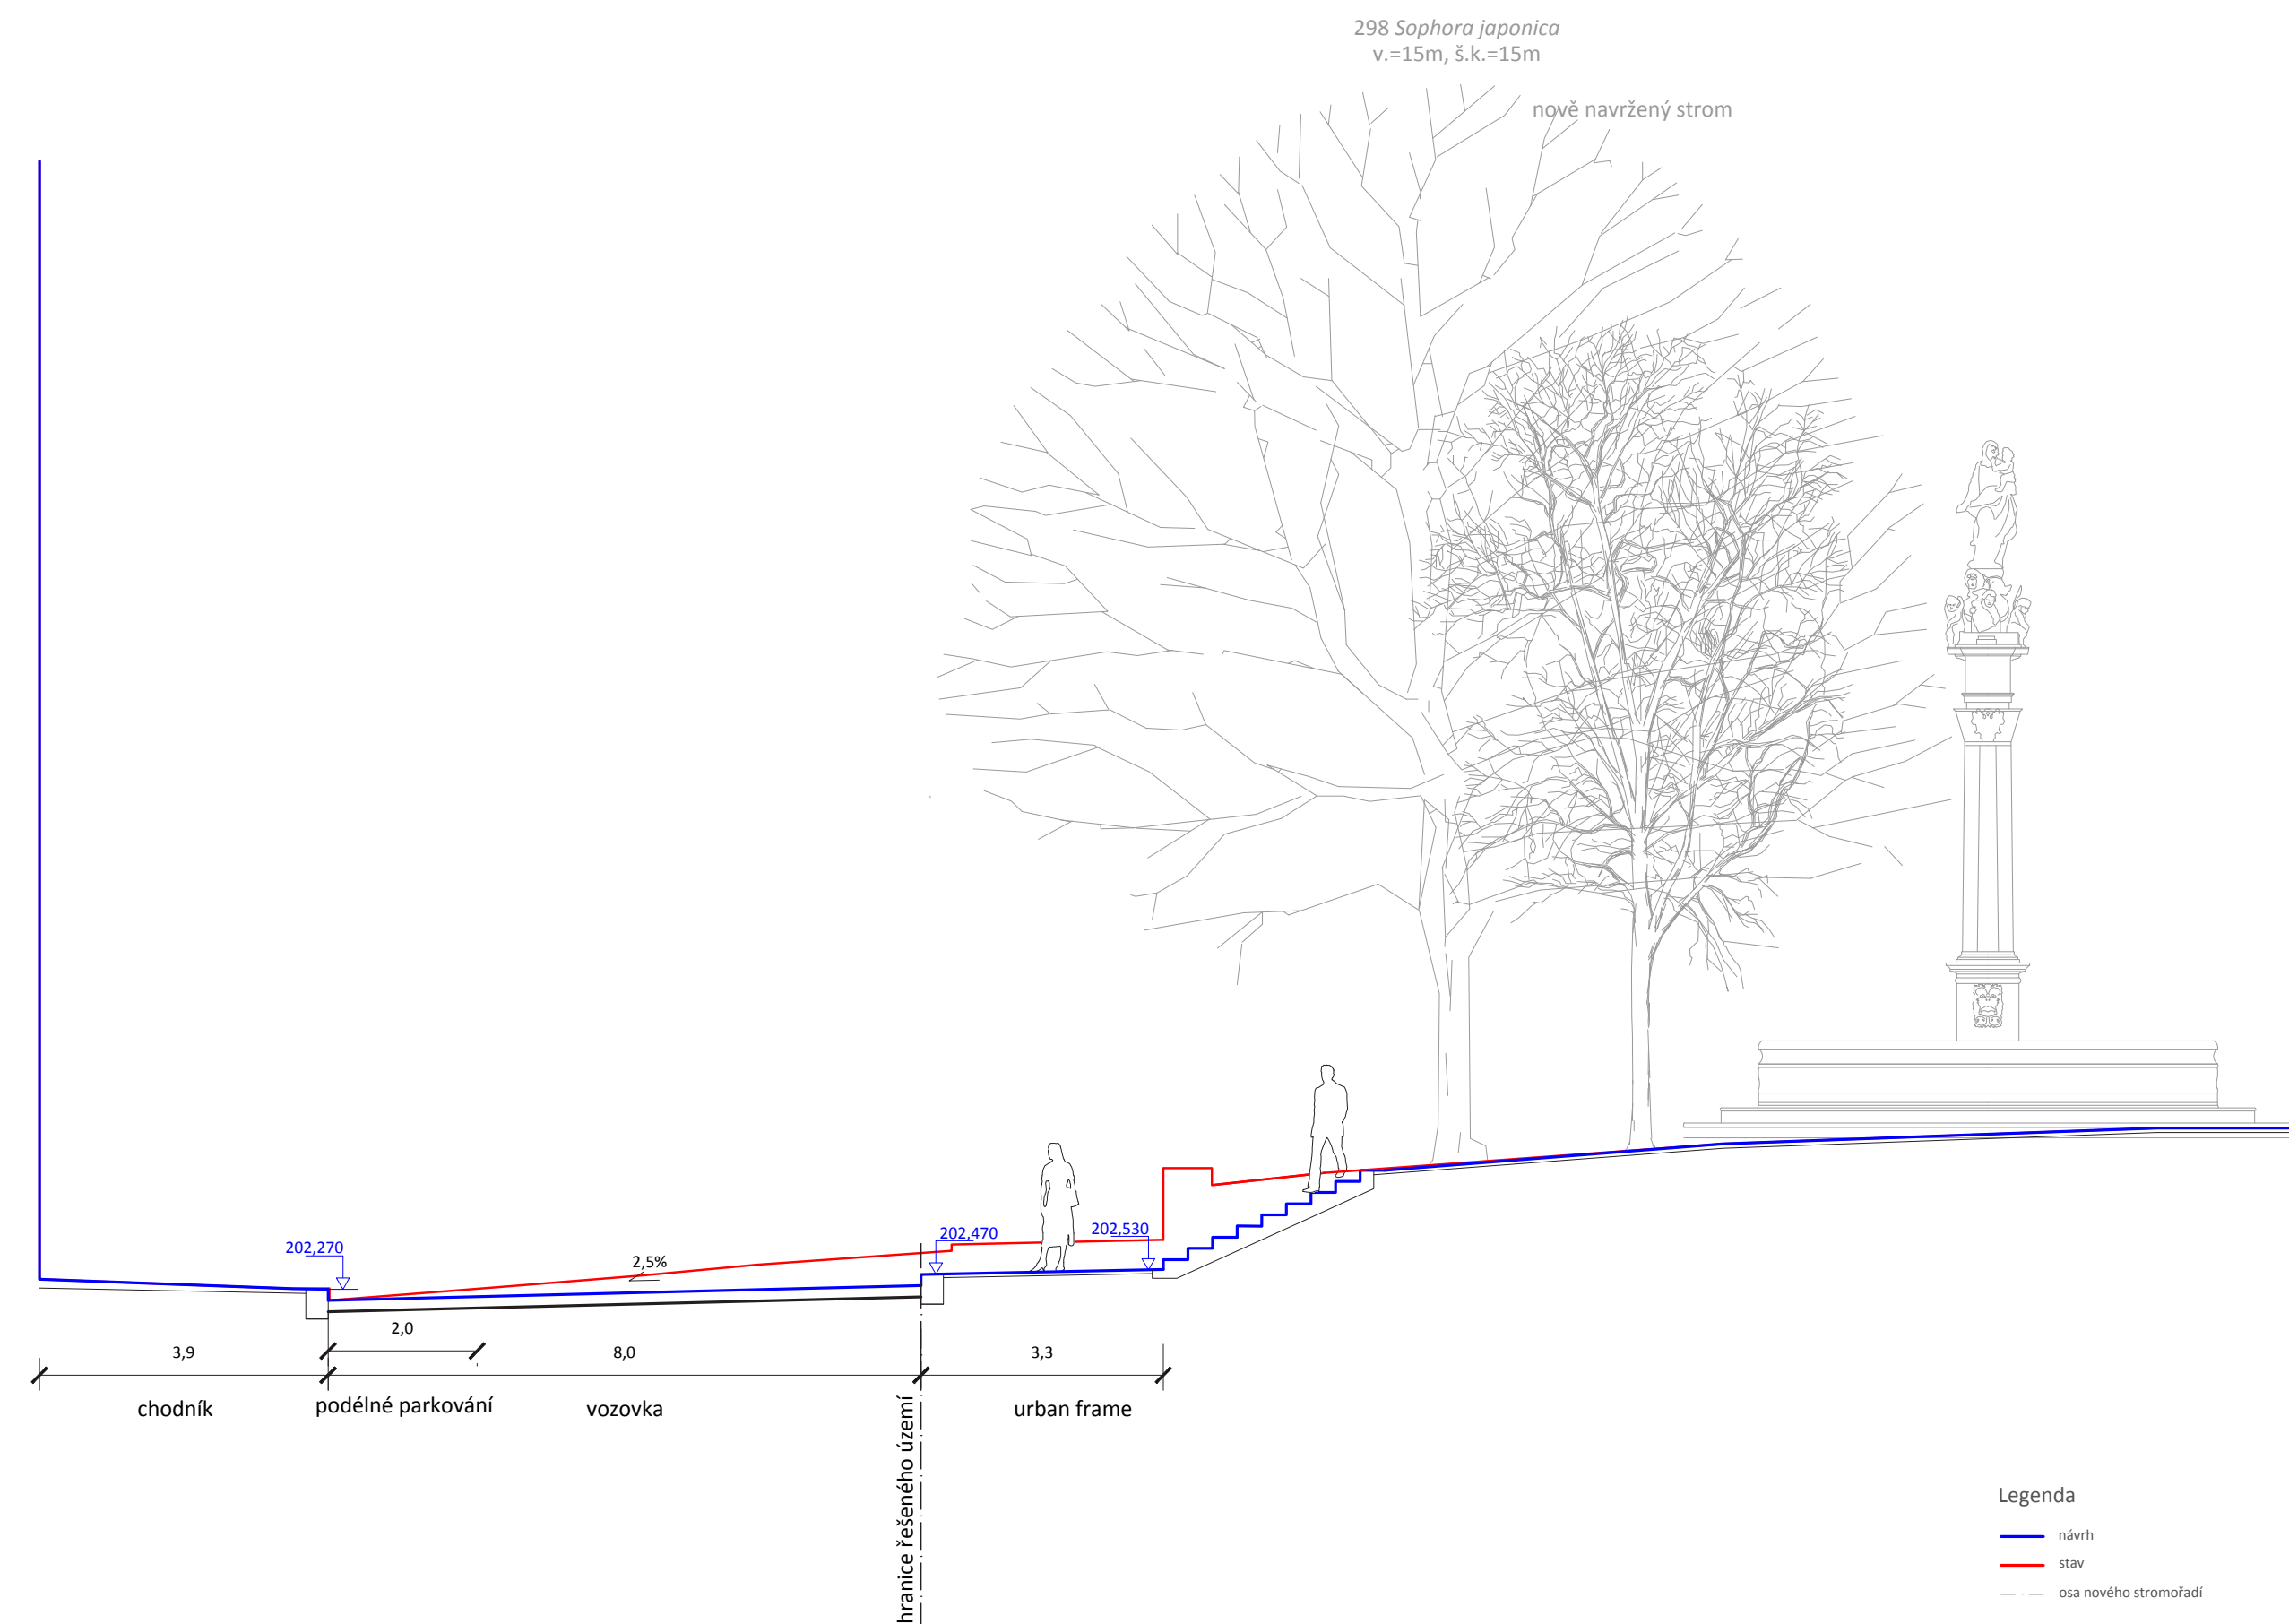 298 Sophora japonica
v.=15m, š.k.=15m
nově navržený strom
202,270
2,5%
202,470
202,530
2,0
3,9
8,0
3,3
chodník
podélné parkování
vozovka
urban frame
hranice řešeného území
Legenda
návrh
stav
osa nového stromořadí